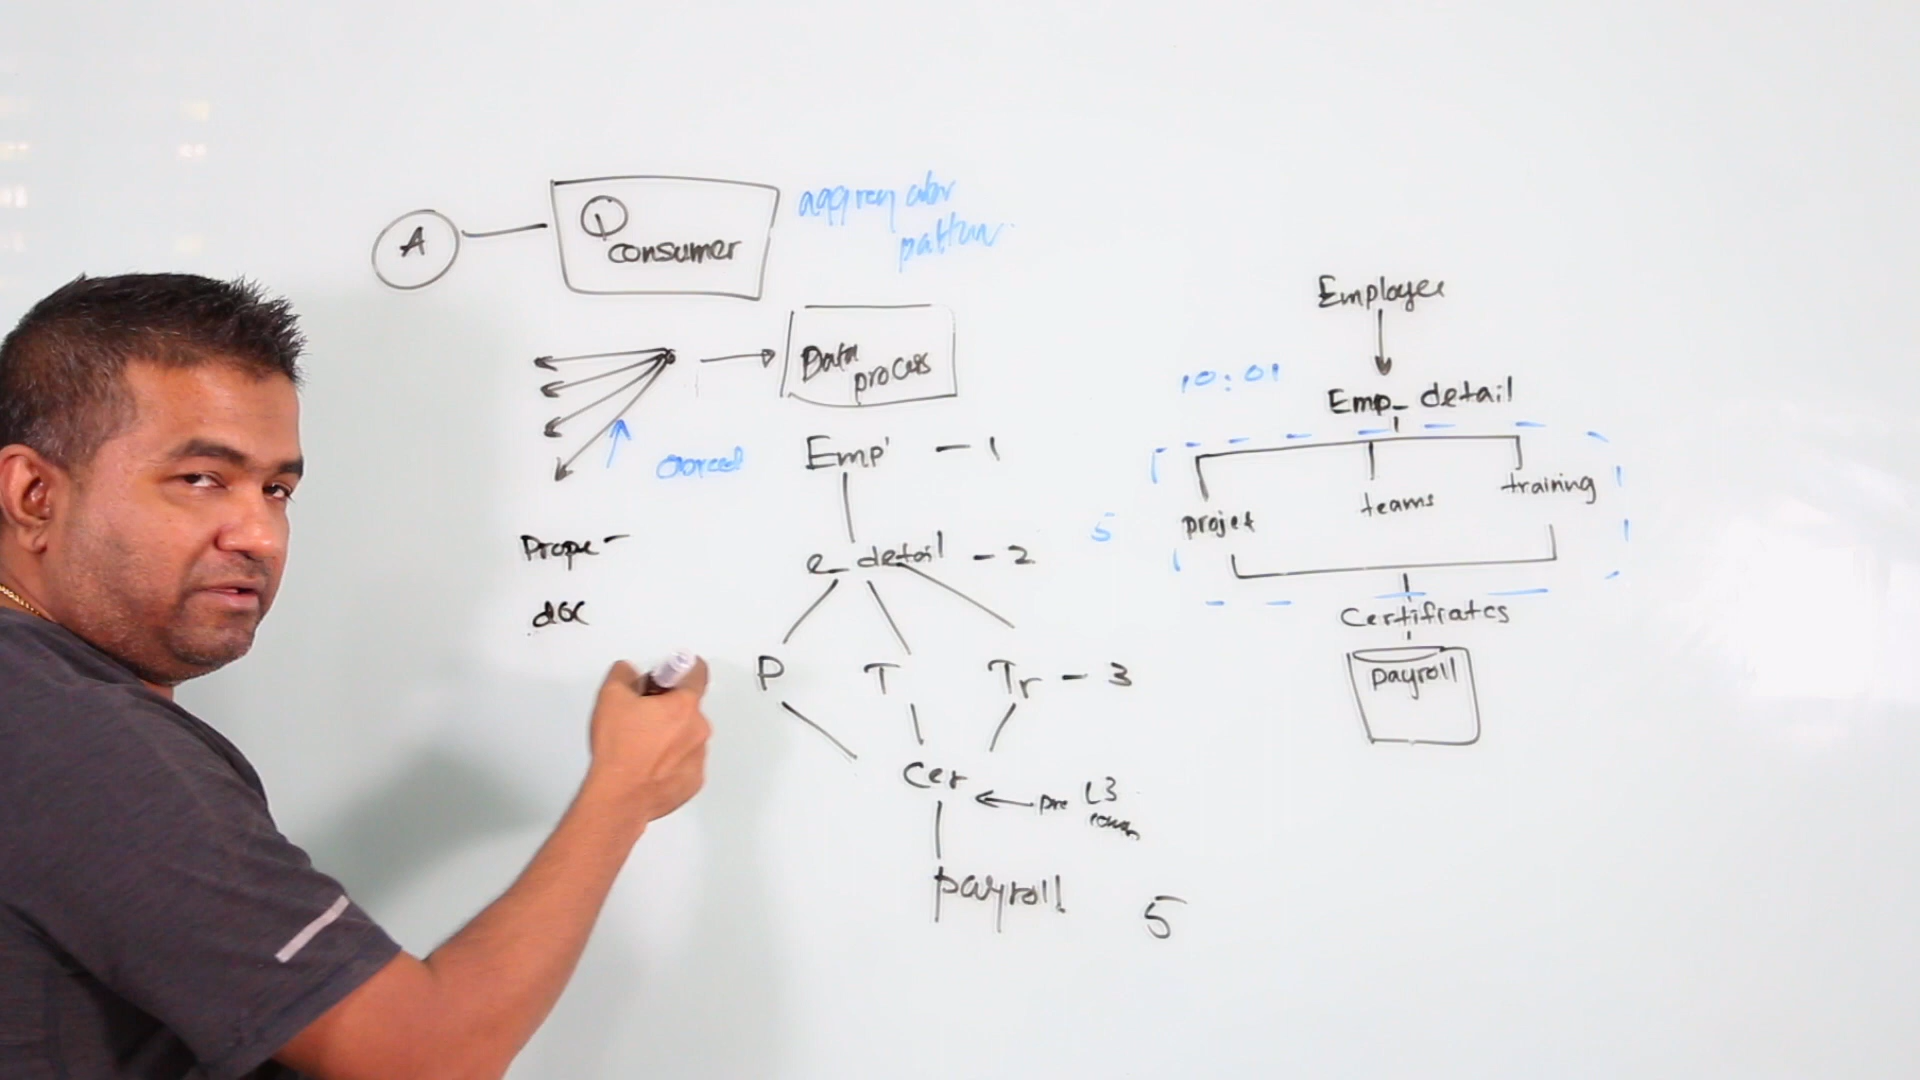 A
consumer
aggregator
pattern
Data
process
Emp - 1
e_detail - 2
P T Tr - 3
Cer ← pre L3
payroll 5
Prope -
doc
5
10:01
Employee
Emp_ detail
projet teams training
Certifiates
payroll